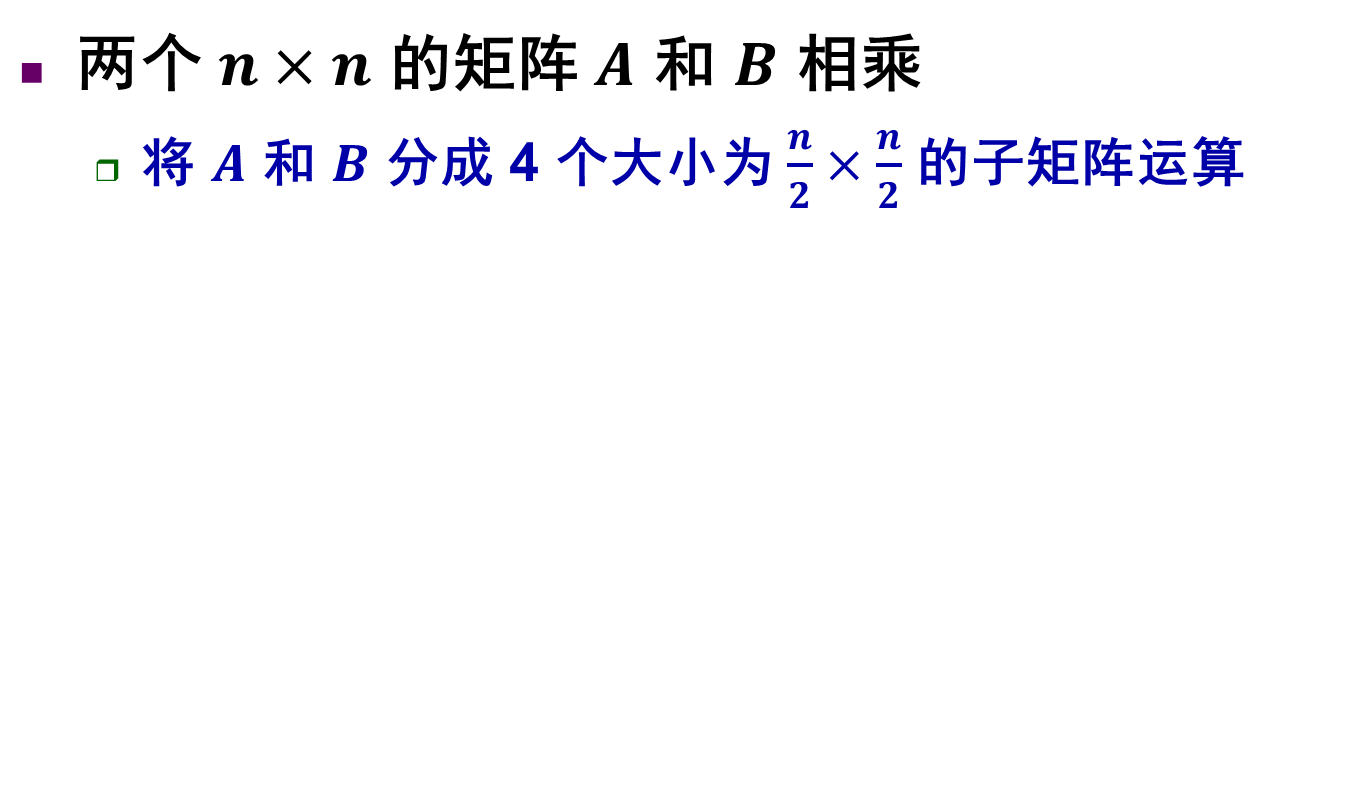 ■ 两个 n × n 的矩阵 A 和 B 相乘
❒ 将 A 和 B 分成 4 个大小为 n/2 × n/2 的子矩阵运算